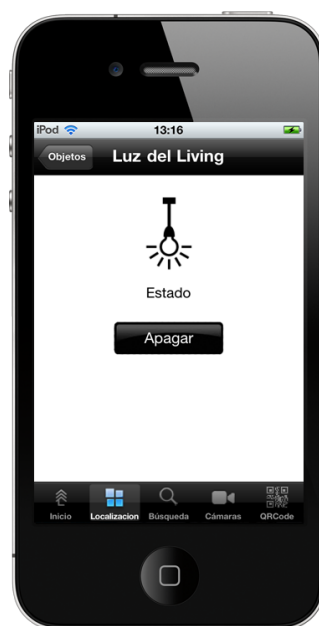 iPod 13:16
Objetos Luz del Living
Estado
Apagar
Inicio Localizacion Búsqueda Cámaras QRCode